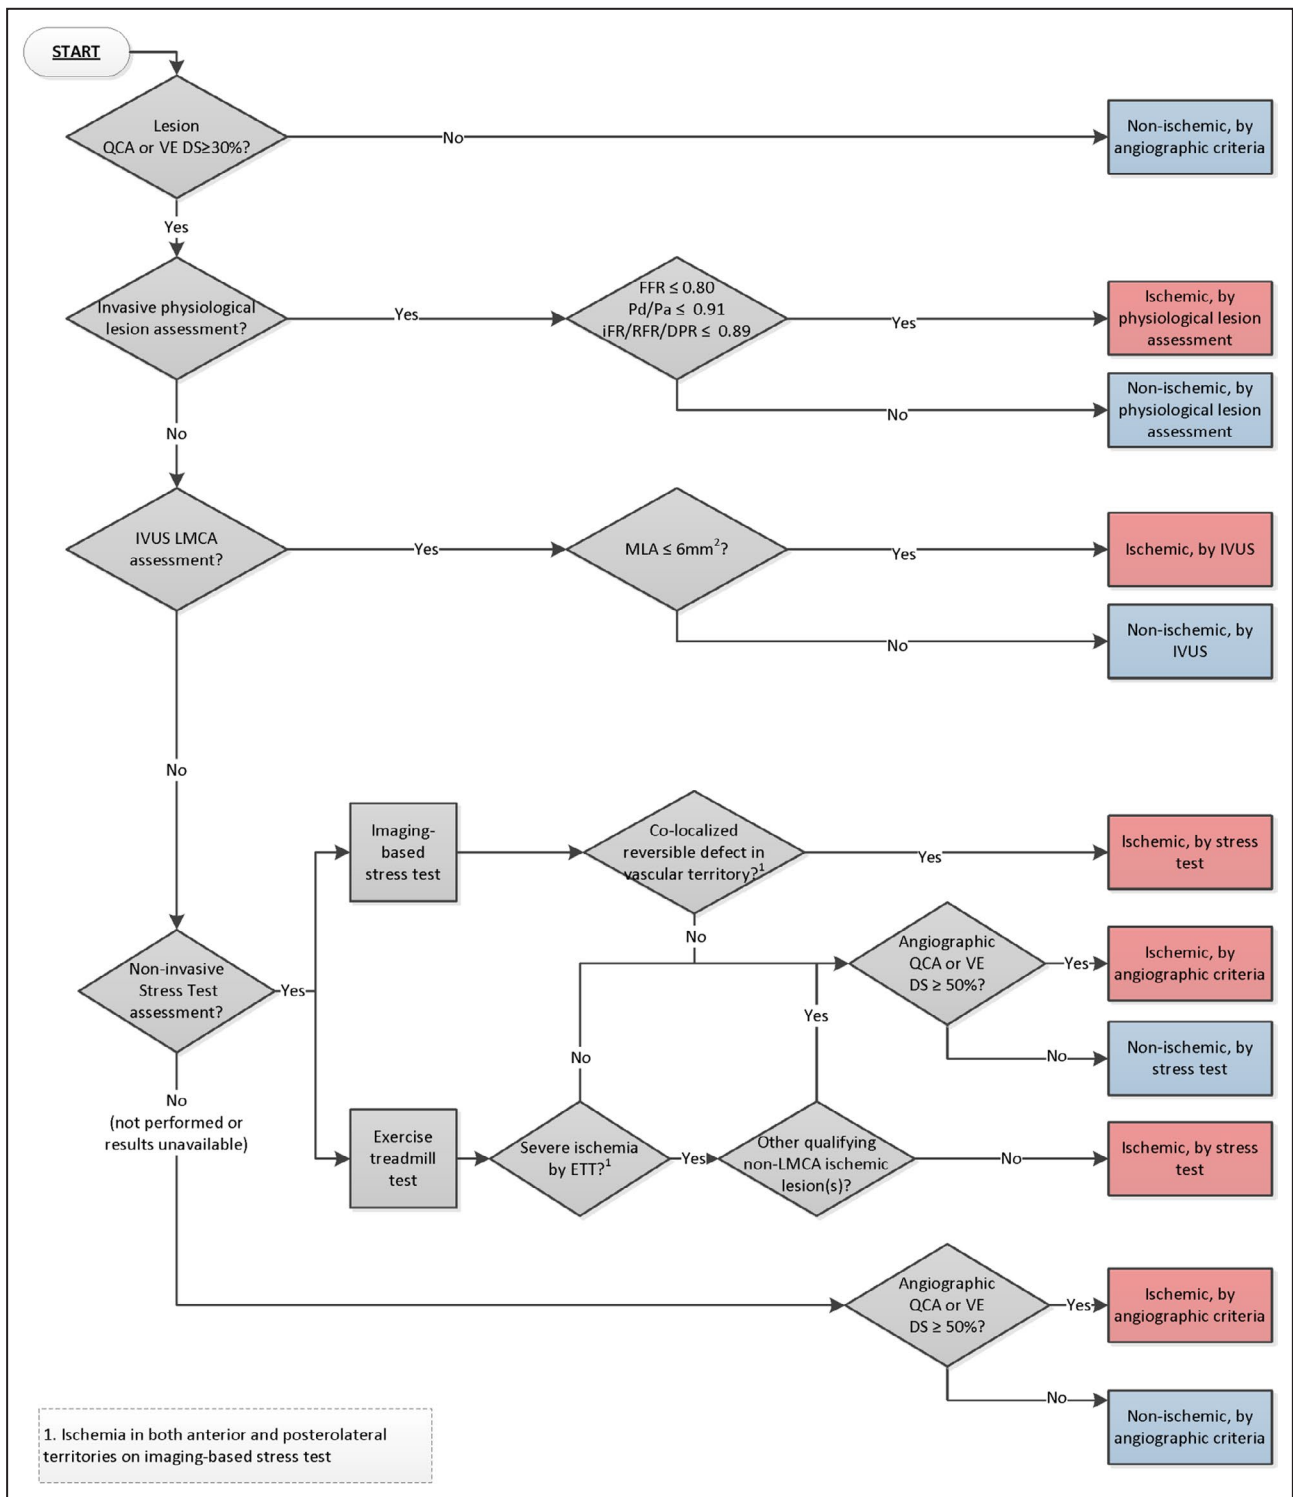 START
Lesion
QCA or VE DS≥30%?
No
Non-ischemic, by
angiographic criteria
Yes
Invasive physiological
lesion assessment?
Yes
FFR ≤ 0.80
Pd/Pa ≤ 0.91
iFR/RFR/DPR ≤ 0.89
Yes
Ischemic, by
physiological lesion
assessment
No
Non-ischemic, by
physiological lesion
assessment
No
IVUS LMCA
assessment?
Yes
MLA ≤ 6mm²?
Yes
Ischemic, by IVUS
No
Non-ischemic, by
IVUS
No
Imaging-
based
stress test
Co-localized
reversible defect in
vascular territory?¹
Yes
Ischemic, by stress
test
No
Non-invasive
Stress Test
assessment?
Yes
Angiographic
QCA or VE
DS ≥ 50%?
Yes
Ischemic, by
angiographic criteria
No
Non-ischemic, by
stress test
No
Yes
No
(not performed or
results unavailable)
Exercise
treadmill
test
Severe ischemia
by ETT?¹
Yes
Other qualifying
non-LMCA ischemic
lesion(s)?
No
Ischemic, by stress
test
Angiographic
QCA or VE
DS ≥ 50%?
Yes
Ischemic, by
angiographic criteria
No
Non-ischemic, by
angiographic criteria
1. Ischemia in both anterior and posterolateral
territories on imaging-based stress test